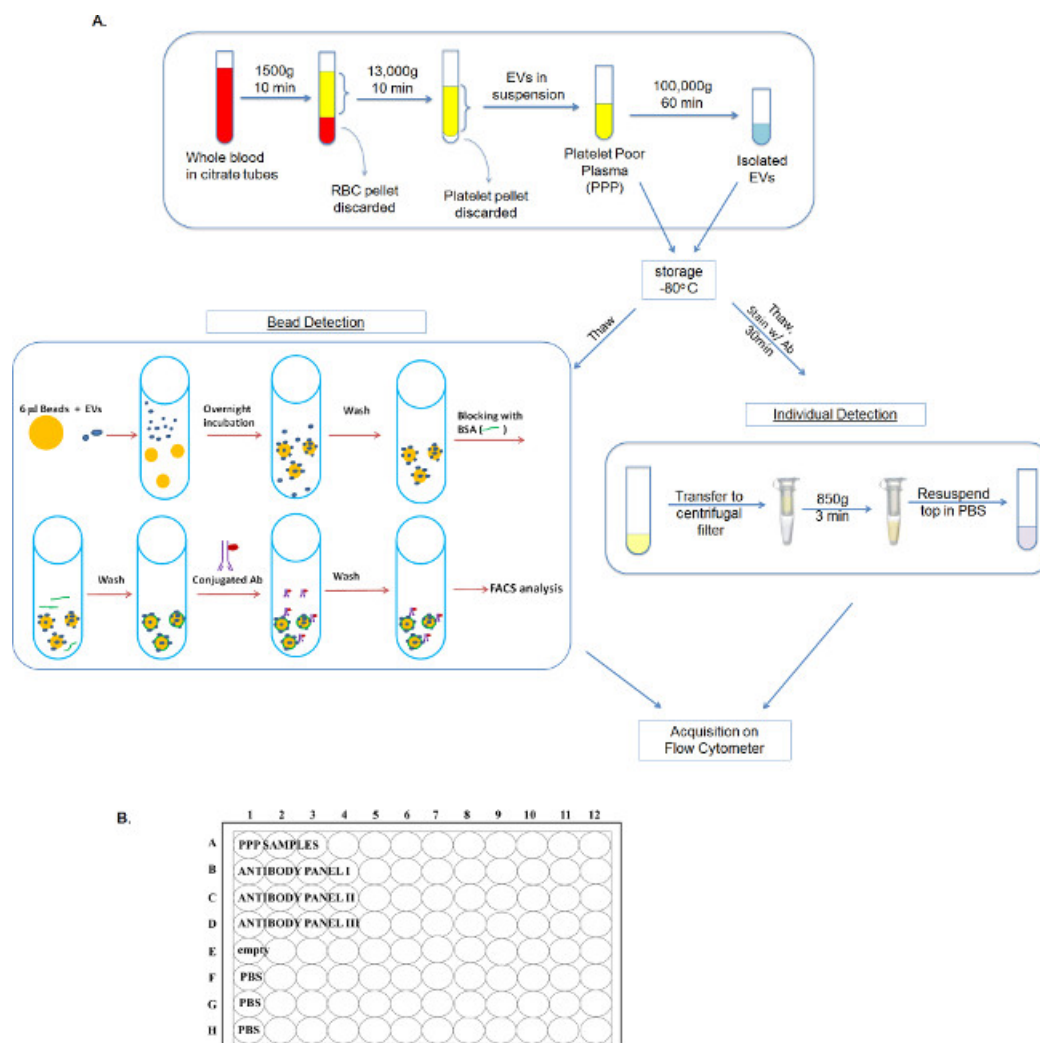 A.
1500g
10 min
13,000g
10 min
EVs in
suspension
100,000g
60 min
Whole blood
in citrate tubes
RBC pellet
discarded
Platelet pellet
discarded
Platelet Poor
Plasma
(PPP)
Isolated
EVs
storage
-80°C
Thaw
Thaw,
Stain w/ Ab
30min
Bead Detection
6 µl Beads + EVs
Overnight
incubation
Wash
Blocking with
BSA ( )
Wash
Conjugated Ab
Wash
FACS analysis
Individual Detection
Transfer to
centrifugal
filter
850g
3 min
Resuspend
top in PBS
Acquisition on
Flow Cytometer
B.
1 2 3 4 5 6 7 8 9 10 11 12
A PPP SAMPLES
B ANTIBODY PANEL I
C ANTIBODY PANEL II
D ANTIBODY PANEL III
E empty
F PBS
G PBS
H PBS